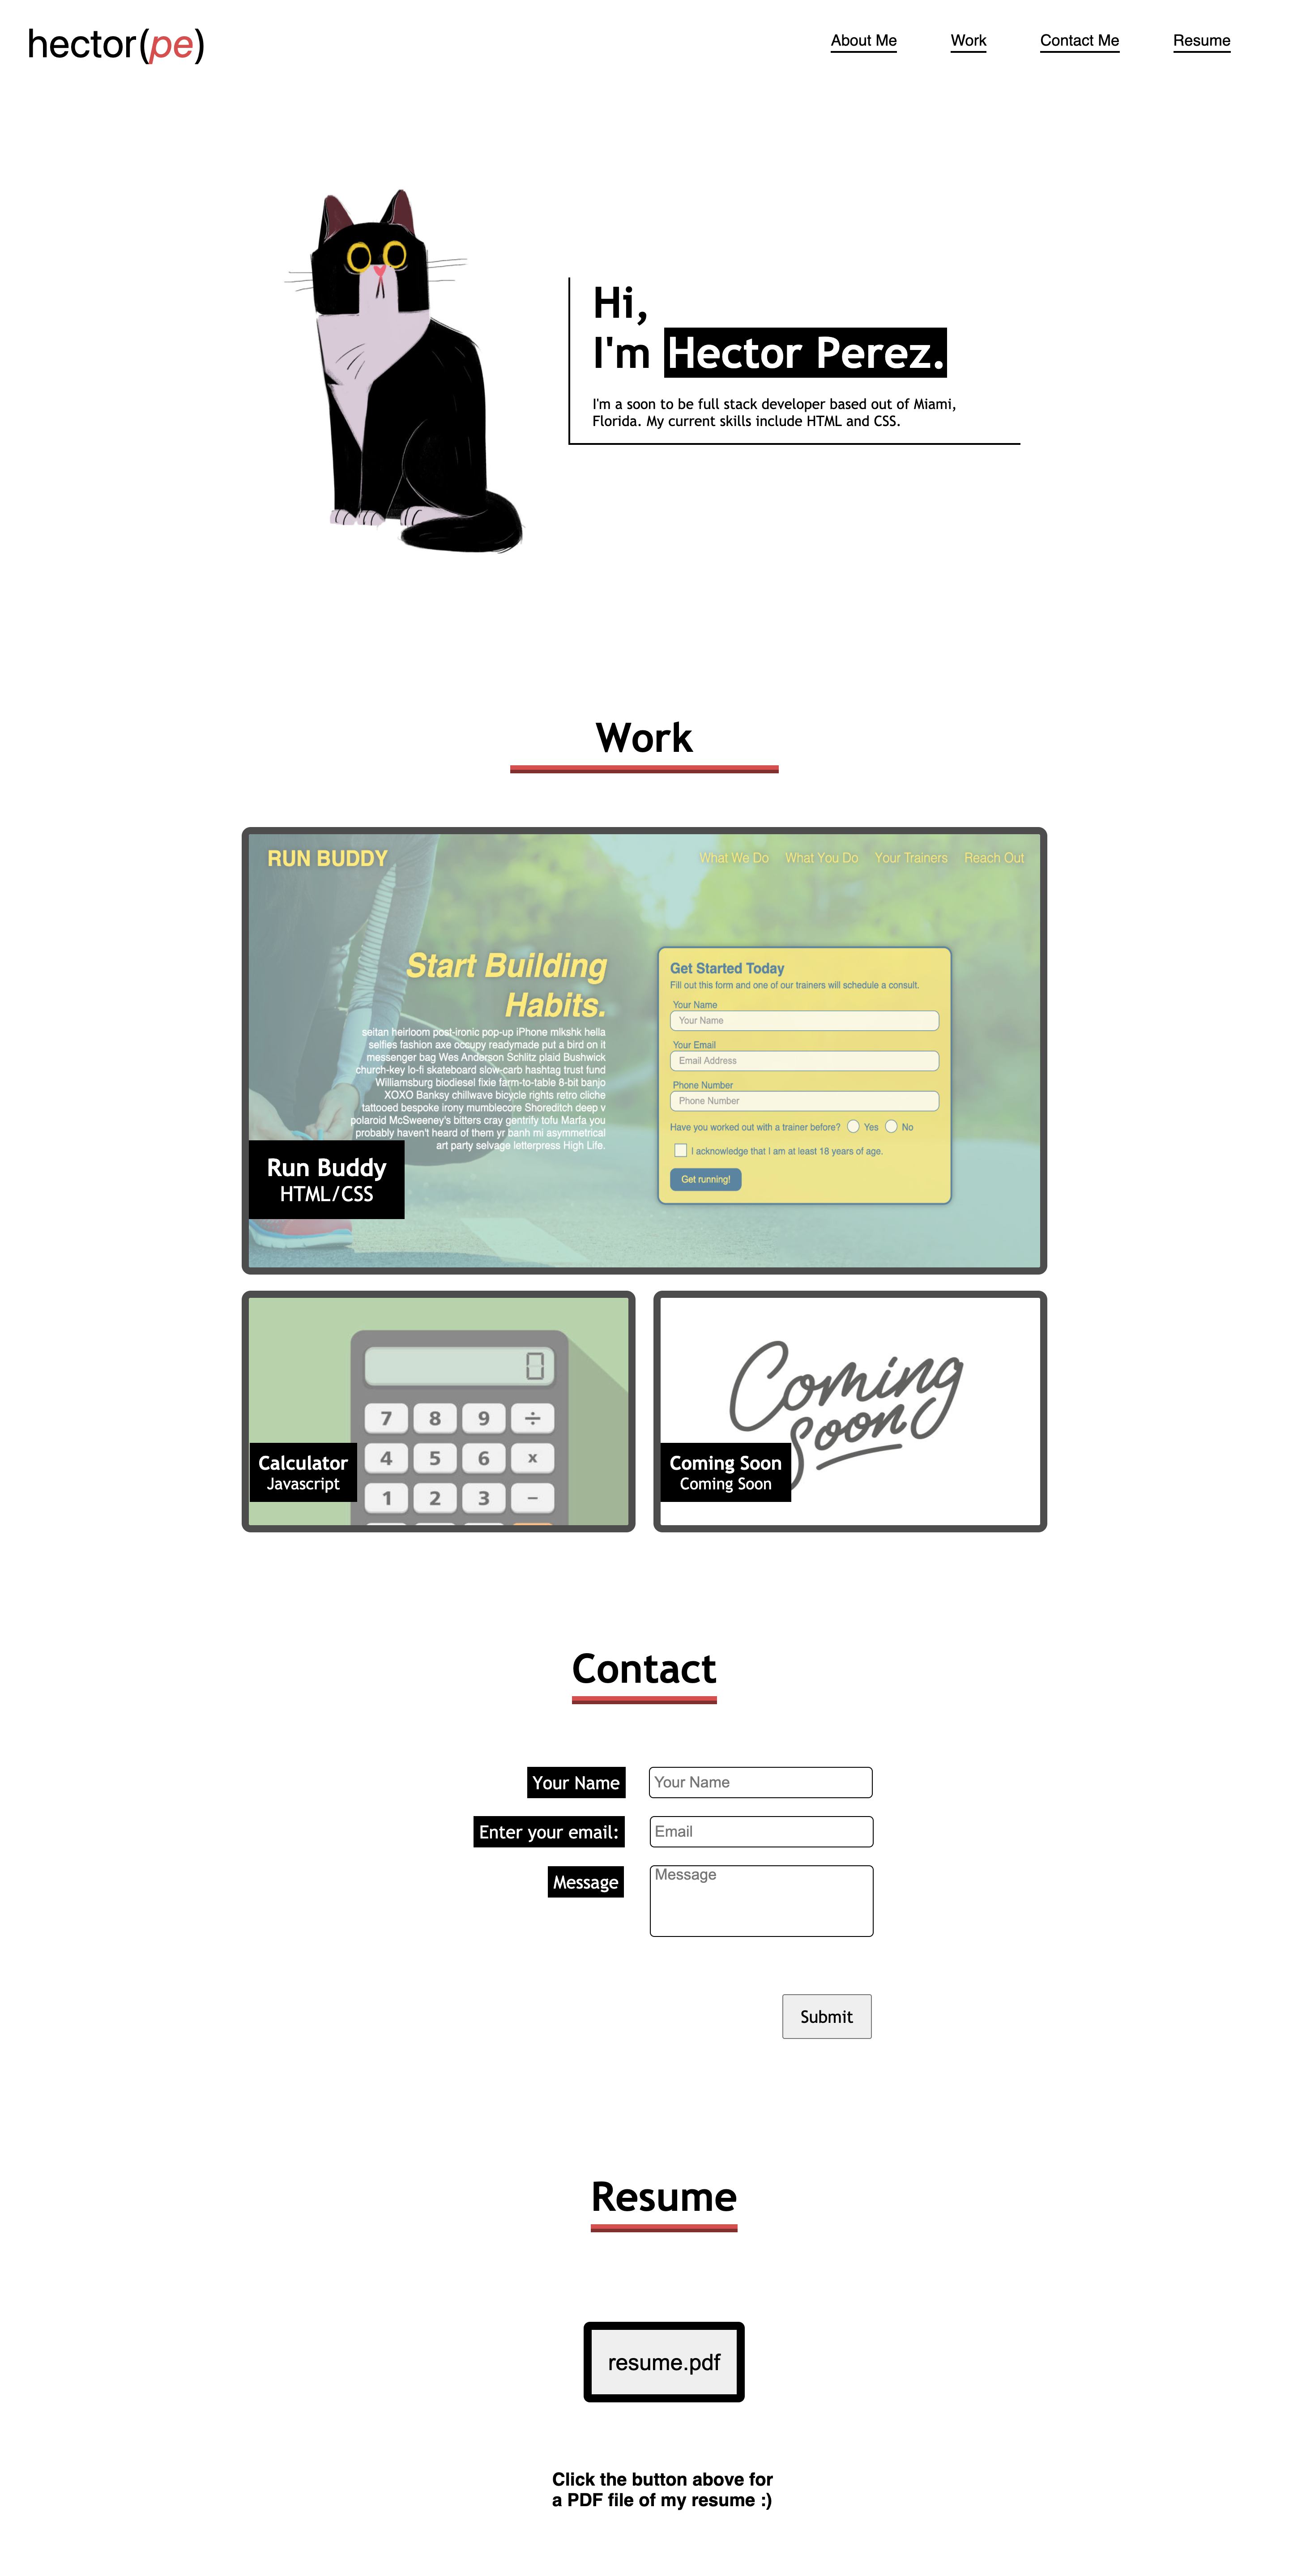 hector(pe)
About Me
Work
Contact Me
Resume
Hi,
I'm Hector Perez.
I'm a soon to be full stack developer based out of Miami,
Florida. My current skills include HTML and CSS.
Work
RUN BUDDY
What We Do
What You Do
Your Trainers
Reach Out
Start Building
Habits.
seitan heirloom post-ironic pop-up iPhone mlkshk hella
selfies fashion axe occupy readymade put a bird on it
messenger bag Wes Anderson Schlitz plaid Bushwick
church-key lo-fi skateboard slow-carb hashtag trust fund
Williamsburg biodiesel fixie farm-to-table 8-bit banjo
XOXO Banksy chillwave bicycle rights retro cliche
tattooed bespoke irony mumblecore Shoreditch deep v
polaroid McSweeney's bitters cray gentrify tofu Marfa you
probably haven't heard of them yr banh mi asymmetrical
art party selvage letterpress High Life.
Get Started Today
Fill out this form and one of our trainers will schedule a consult.
Your Name
Your Name
Your Email
Email Address
Phone Number
Phone Number
Have you worked out with a trainer before? Yes No
I acknowledge that I am at least 18 years of age.
Get running!
Run Buddy
HTML/CSS
0
7 8 9 ÷
4 5 6 x
1 2 3 −
Calculator
Javascript
Coming
Soon
Coming Soon
Coming Soon
Contact
Your Name
Your Name
Enter your email:
Email
Message
Message
Submit
Resume
resume.pdf
Click the button above for
a PDF file of my resume :)